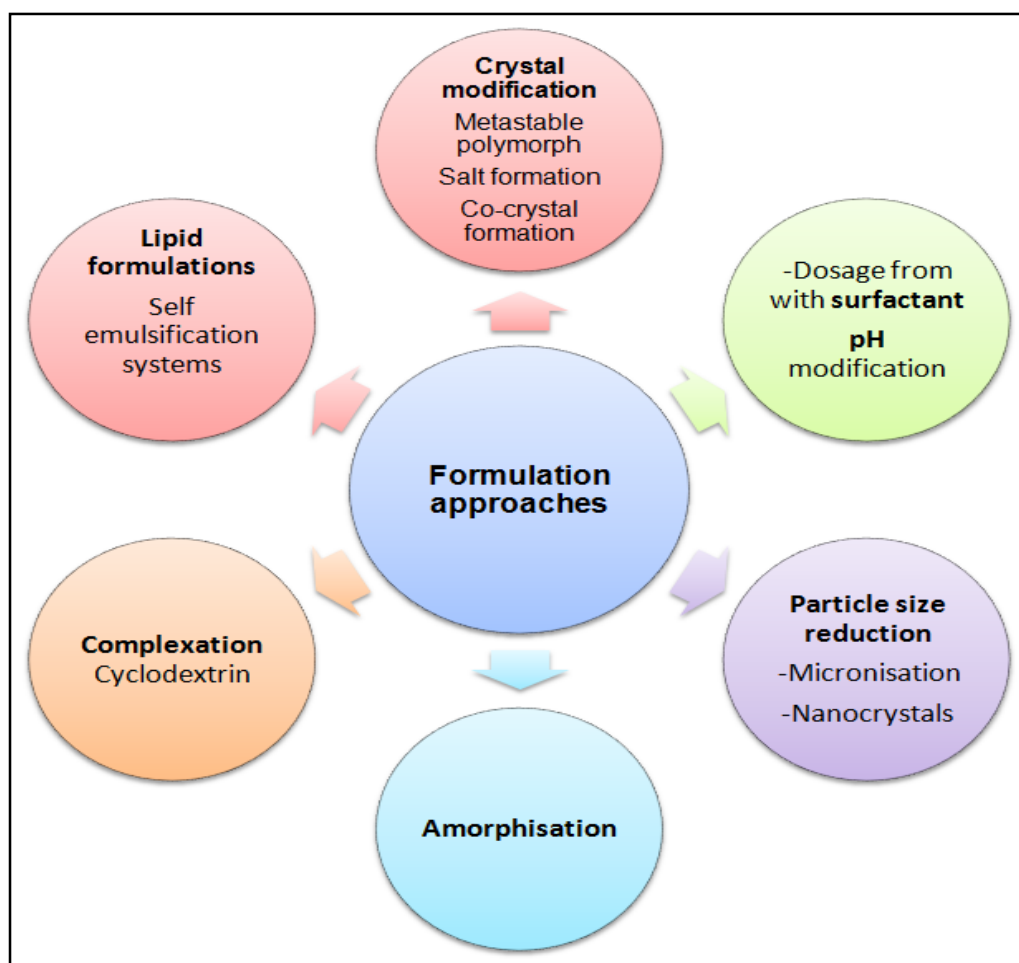 Crystal
modification
Metastable
polymorph
Salt formation
Co-crystal
formation
Lipid
formulations
Self
emulsification
systems
-Dosage from
with surfactant
pH
modification
Formulation
approaches
Complexation
Cyclodextrin
Particle size
reduction
-Micronisation
-Nanocrystals
Amorphisation